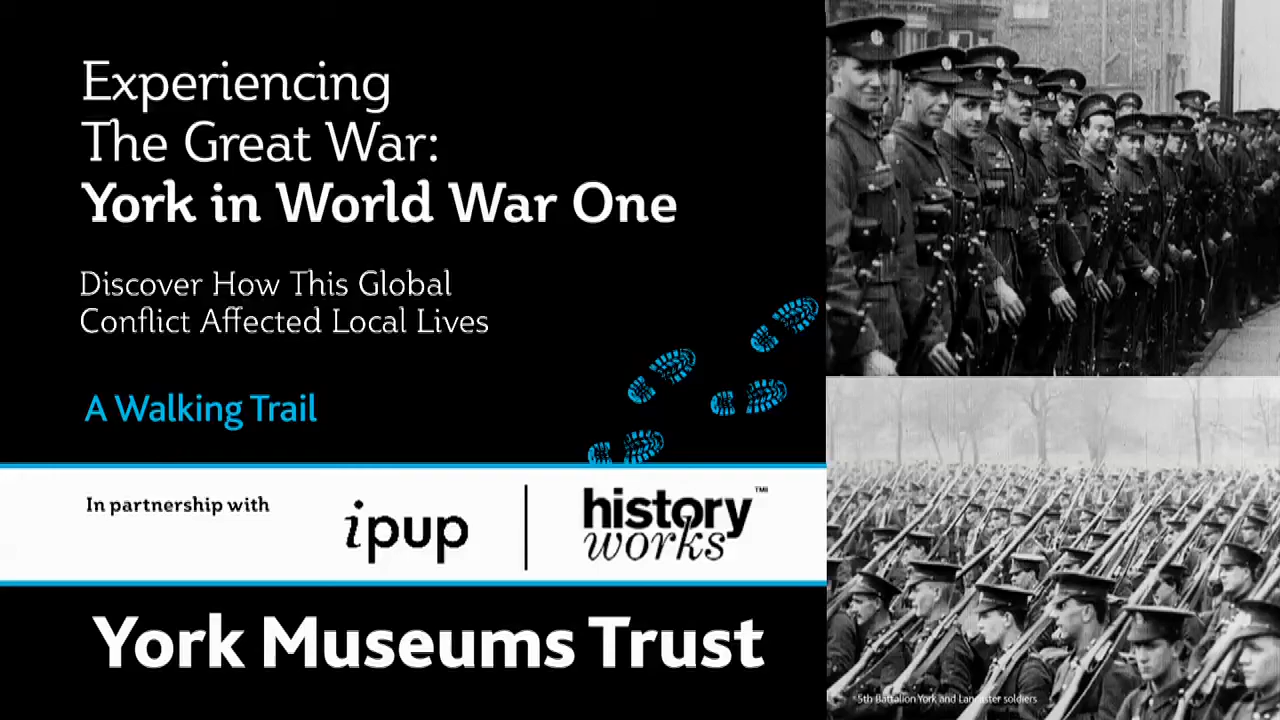 Experiencing
The Great War:
York in World War One
Discover How This Global
Conflict Affected Local Lives
A Walking Trail
In partnership with
ipup
history™
works
York Museums Trust
5th Battalion York and Lancaster soldiers